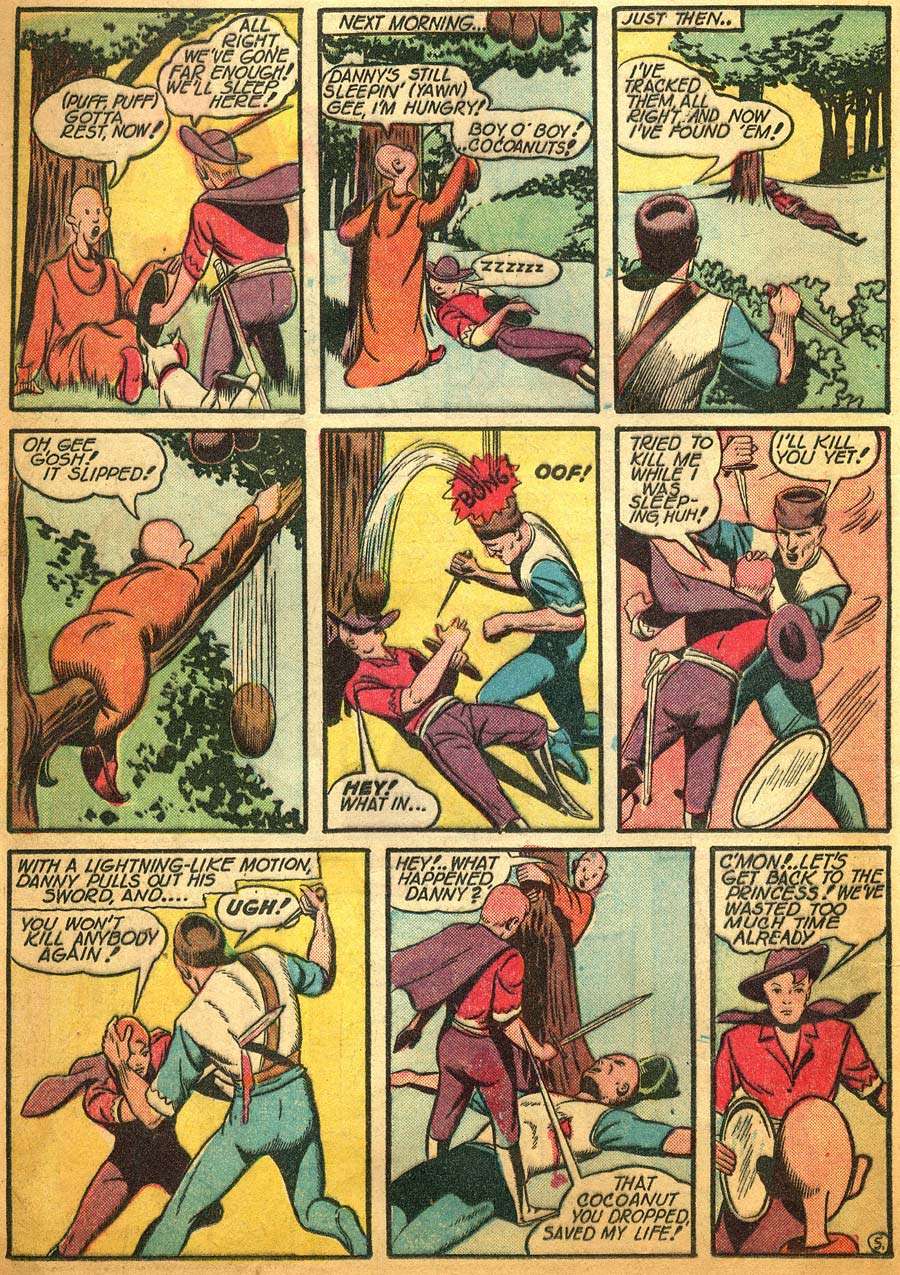 ALL
RIGHT
WE'VE GONE
FAR ENOUGH!
WE'LL SLEEP
HERE!
(PUFF, PUFF)
GOTTA
REST, NOW!
NEXT MORNING...
DANNY'S STILL
SLEEPIN' (YAWN)
GEE, I'M HUNGRY!
BOY, O' BOY!
COCOANUTS!
ZZZZZZ
JUST THEN..
I'VE
TRACKED
THEM, ALL
RIGHT, AND NOW
I'VE FOUND 'EM!
OH, GEE
GOSH!
IT SLIPPED!
BONG!
OOF!
HEY!
WHAT IN...
TRIED TO
KILL ME
WHILE I
WAS
SLEEP-
ING, HUH!
I'LL KILL
YOU YET!
WITH A LIGHTNING-LIKE MOTION,
DANNY PULLS OUT HIS
SWORD, AND....
UGH!
YOU WON'T
KILL ANYBODY
AGAIN!
HEY!.. WHAT
HAPPENED
DANNY?
THAT
COCOANUT
YOU DROPPED,
SAVED MY LIFE!
C'MON!..LET'S
GET BACK TO THE
PRINCESS! WE'VE
WASTED TOO
MUCH TIME
ALREADY
5.